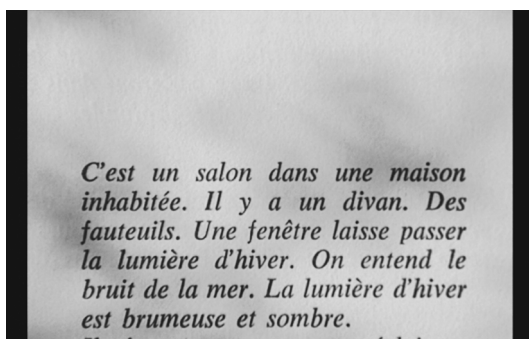 C'est un salon dans une maison
inhabitée. Il y a un divan. Des
fauteuils. Une fenêtre laisse passer
la lumière d'hiver. On entend le
bruit de la mer. La lumière d'hiver
est brumeuse et sombre.